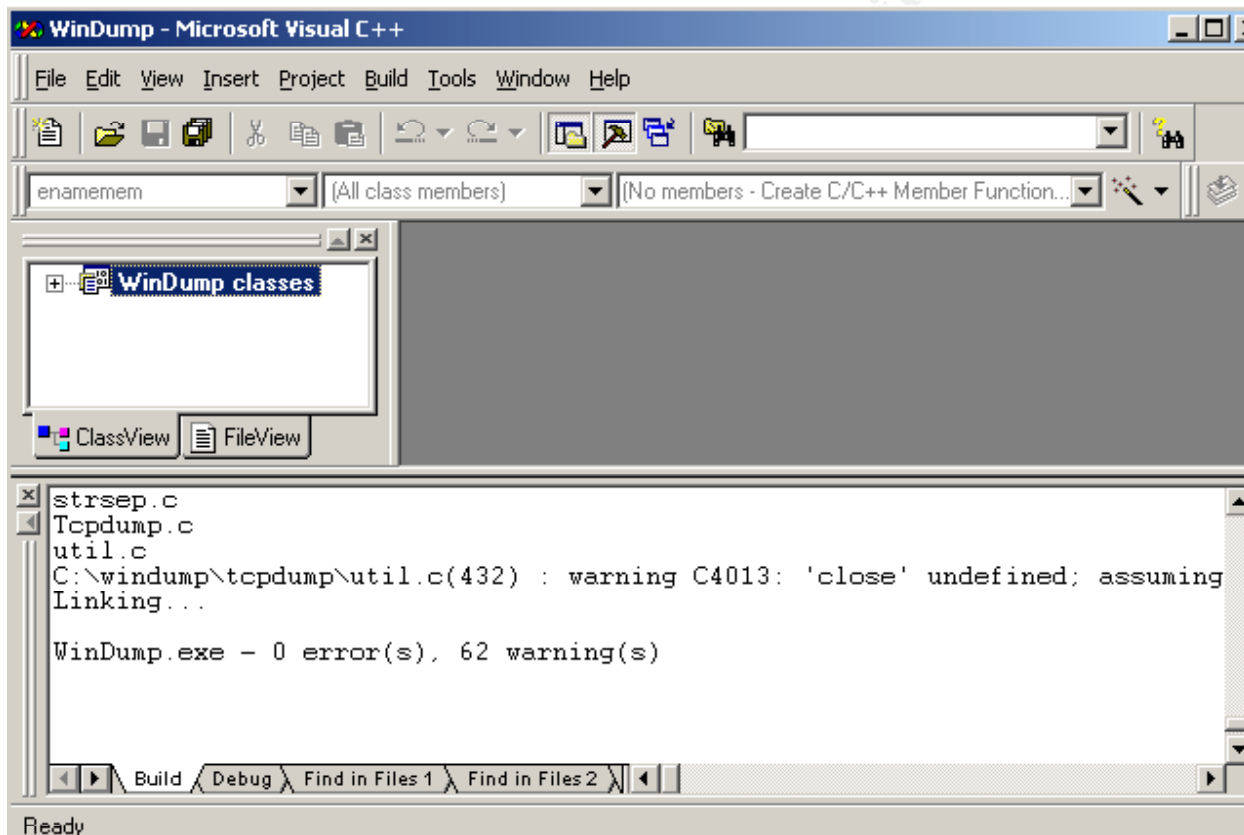 WinDump - Microsoft Visual C++
File Edit View Insert Project Build Tools Window Help
enamemem (All class members) (No members - Create C/C++ Member Function...
WinDump classes
ClassView FileView
strsep.c
Tcpdump.c
util.c
C:\windump\tcpdump\util.c(432) : warning C4013: 'close' undefined; assuming
Linking...
WinDump.exe - 0 error(s), 62 warning(s)
Build Debug Find in Files 1 Find in Files 2
Ready